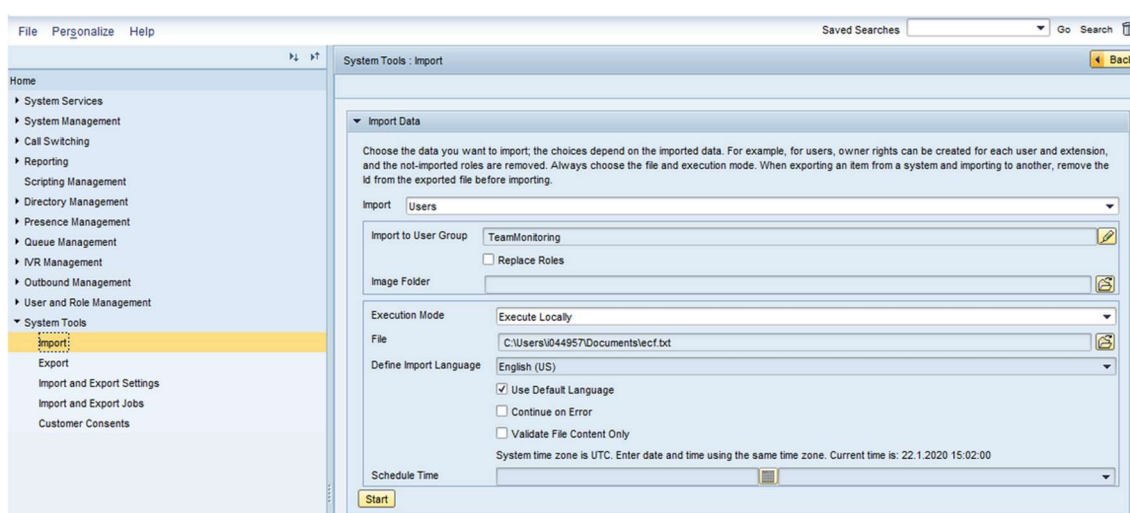 File Personalize Help
Saved Searches
Go Search
Home
System Services
System Management
Call Switching
Reporting
Scripting Management
Directory Management
Presence Management
Queue Management
IVR Management
Outbound Management
User and Role Management
System Tools
Import
Export
Import and Export Settings
Import and Export Jobs
Customer Consents
System Tools : Import
Back
Import Data
Choose the data you want to import; the choices depend on the imported data. For example, for users, owner rights can be created for each user and extension,
and the not-imported roles are removed. Always choose the file and execution mode. When exporting an item from a system and importing to another, remove the
Id from the exported file before importing.
Import Users
Import to User Group TeamMonitoring
Replace Roles
Image Folder
Execution Mode Execute Locally
File C:\Users\i044957\Documents\ecf.txt
Define Import Language English (US)
Use Default Language
Continue on Error
Validate File Content Only
System time zone is UTC. Enter date and time using the same time zone. Current time is: 22.1.2020 15:02:00
Schedule Time
Start